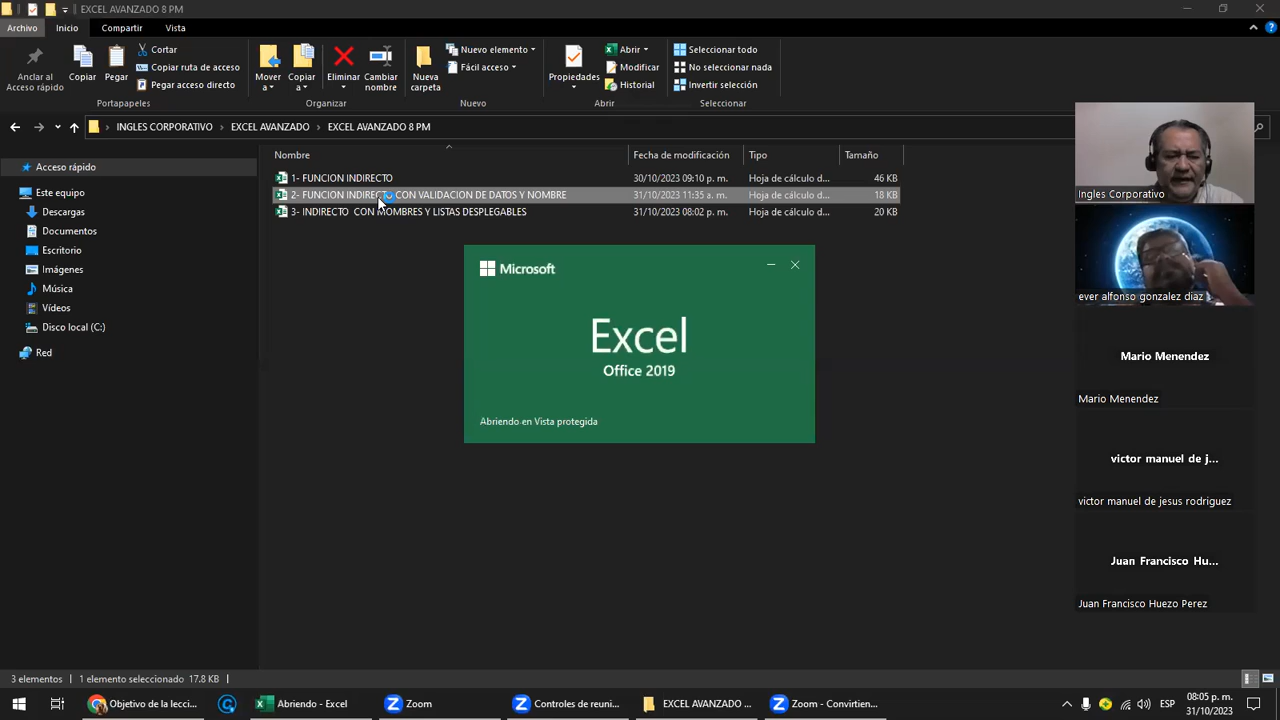 EXCEL AVANZADO 8 PM
Archivo Inicio Compartir Vista
Anclar al Acceso rápido
Copiar
Pegar
Cortar
Copiar ruta de acceso
Pegar acceso directo
Portapapeles
Mover a
Copiar a
Eliminar
Cambiar nombre
Organizar
Nueva carpeta
Nuevo elemento
Fácil acceso
Nuevo
Propiedades
Abrir
Modificar
Historial
Abrir
Seleccionar todo
No seleccionar nada
Invertir selección
Seleccionar
INGLES CORPORATIVO › EXCEL AVANZADO › EXCEL AVANZADO 8 PM
Nombre Fecha de modificación Tipo Tamaño
1- FUNCION INDIRECTO 30/10/2023 09:10 p. m. Hoja de cálculo d... 46 KB
2- FUNCION INDIRECTO CON VALIDACION DE DATOS Y NOMBRE 31/10/2023 11:35 a. m. Hoja de cálculo d... 18 KB
3- INDIRECTO CON MOMBRES Y LISTAS DESPLEGABLES 31/10/2023 08:02 p. m. Hoja de cálculo d... 20 KB
Acceso rápido
Este equipo
Descargas
Documentos
Escritorio
Imágenes
Música
Vídeos
Disco local (C:)
Red
Microsoft
Excel
Office 2019
Abriendo en Vista protegida
Ingles Corporativo
ever alfonso gonzalez diaz
Mario Menendez
Mario Menendez
victor manuel de j...
victor manuel de jesus rodriguez
Juan Francisco Hu...
Juan Francisco Huezo Perez
3 elementos 1 elemento seleccionado 17.8 KB
Objetivo de la lecci...
Abriendo - Excel
Zoom
Controles de reuni...
EXCEL AVANZADO ...
Zoom - Convirtien...
ESP
08:05 p. m.
31/10/2023